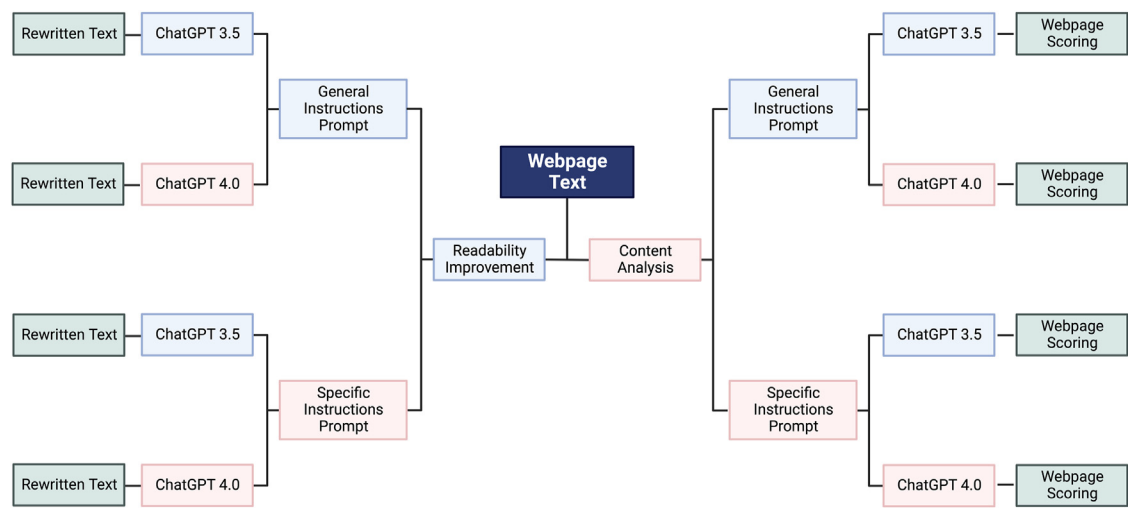 Rewritten Text
ChatGPT 3.5
General
Instructions
Prompt
Rewritten Text
ChatGPT 4.0
Readability
Improvement
Rewritten Text
ChatGPT 3.5
Specific
Instructions
Prompt
Rewritten Text
ChatGPT 4.0
Webpage
Text
Content
Analysis
General
Instructions
Prompt
ChatGPT 3.5
Webpage
Scoring
ChatGPT 4.0
Webpage
Scoring
Specific
Instructions
Prompt
ChatGPT 3.5
Webpage
Scoring
ChatGPT 4.0
Webpage
Scoring